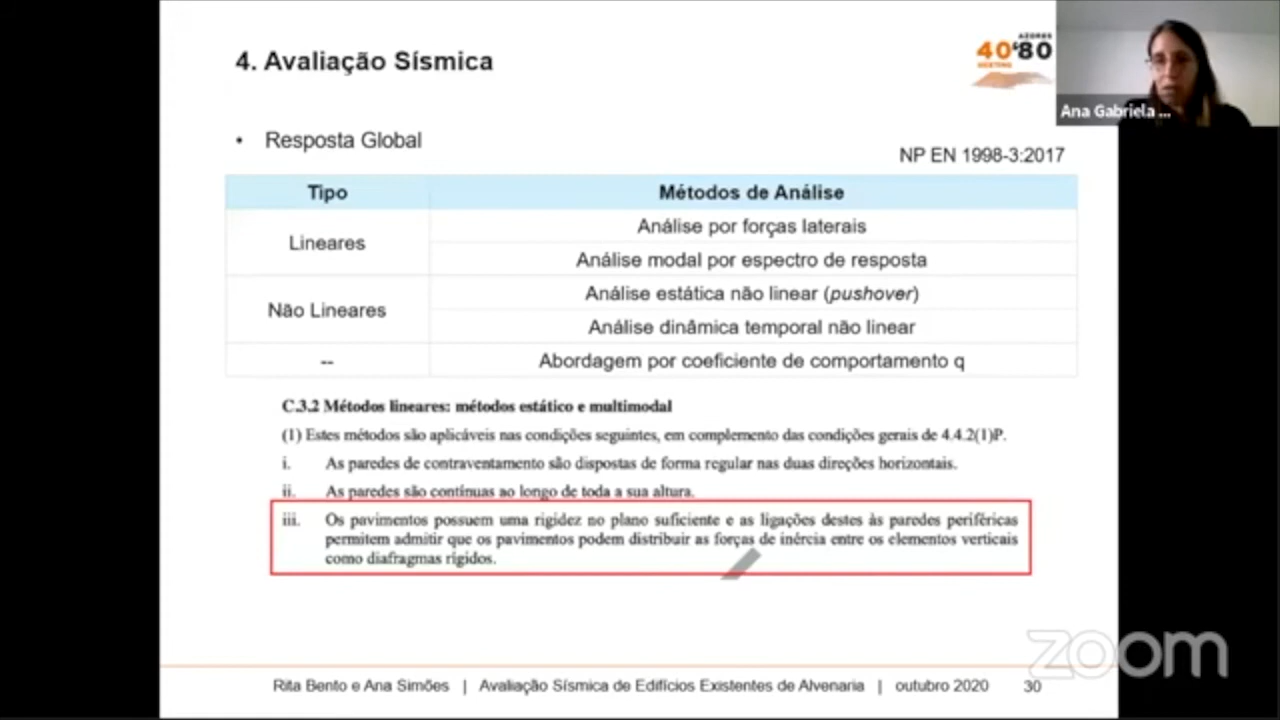 4. Avaliação Sísmica
AZORES
40'80
MEETING
Ana Gabriela ...
• Resposta Global
NP EN 1998-3:2017
Tipo
Métodos de Análise
Lineares
Análise por forças laterais
Análise modal por espectro de resposta
Não Lineares
Análise estática não linear (pushover)
Análise dinâmica temporal não linear
--
Abordagem por coeficiente de comportamento q
C.3.2 Métodos lineares: métodos estático e multimodal
(1) Estes métodos são aplicáveis nas condições seguintes, em complemento das condições gerais de 4.4.2(1)P.
i. As paredes de contraventamento são dispostas de forma regular nas duas direções horizontais.
ii. As paredes são contínuas ao longo de toda a sua altura.
iii. Os pavimentos possuem uma rigidez no plano suficiente e as ligações destes às paredes periféricas
permitem admitir que os pavimentos podem distribuir as forças de inércia entre os elementos verticais
como diafragmas rígidos.
zoom
Rita Bento e Ana Simões | Avaliação Sísmica de Edifícios Existentes de Alvenaria | outubro 2020 30